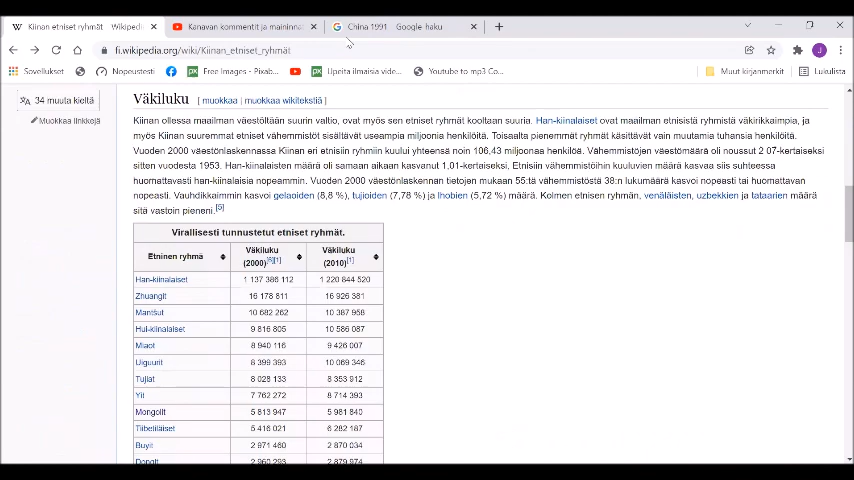 Kiinan etniset ryhmät – Wikiped
Kanavan kommentit ja maininna
China 1991 - Google-haku
fi.wikipedia.org/wiki/Kiinan_etniset_ryhmät
Sovellukset
Nopeustesti
Free Images - Pixab...
Upeita ilmaisia vide...
Youtube to mp3 Co...
Muut kirjanmerkit
Lukulista
34 muuta kieltä
Muokkaa linkkejä
Väkiluku [ muokkaa | muokkaa wikitekstiä ]
Kiinan ollessa maailman väestöltään suurin valtio, ovat myös sen etniset ryhmät kooltaan suuria. Han-kiinalaiset ovat maailman etnisistä ryhmistä väkirikkaimpia, ja
myös Kiinan suuremmat etniset vähemmistöt sisältävät useampia miljoonia henkilöitä. Toisaalta pienemmät ryhmät käsittävät vain muutamia tuhansia henkilöitä.
Vuoden 2000 väestönlaskennassa Kiinan eri etnisiin ryhmiin kuului yhteensä noin 106,43 miljoonaa henkilöä. Vähemmistöjen väestömäärä oli noussut 2 07-kertaiseksi
sitten vuodesta 1953. Han-kiinalaisten määrä oli samaan aikaan kasvanut 1,01-kertaiseksi, Etnisiin vähemmistöihin kuuluvien määrä kasvaa siis suhteessa
huomattavasti han-kiinalaisia nopeammin. Vuoden 2000 väestönlaskennan tietojen mukaan 55:tä vähemmistöstä 38:n lukumäärä kasvoi nopeasti tai huomattavan
nopeasti. Vauhdikkaimmin kasvoi gelaoiden (8,8 %), tujioiden (7,78 %) ja lhobien (5,72 %) määrä. Kolmen etnisen ryhmän, venäläisten, uzbekkien ja tataarien määrä
sitä vastoin pieneni.[5]
Virallisesti tunnustetut etniset ryhmät.
Etninen ryhmä Väkiluku (2000)[6][1] Väkiluku (2010)[1]
Han-kiinalaiset 1 137 386 112 1 220 844 520
Zhuangit 16 178 811 16 926 381
Mantšut 10 682 262 10 387 958
Hui-kiinalaiset 9 816 805 10 586 087
Miaot 8 940 116 9 426 007
Uiguurit 8 399 393 10 069 346
Tujiat 8 028 133 8 353 912
Yit 7 762 272 8 714 393
Mongolit 5 813 947 5 981 840
Tiibetiläiset 5 416 021 6 282 187
Buyit 2 971 460 2 870 034
Dongit 2 960 293 2 879 974
J